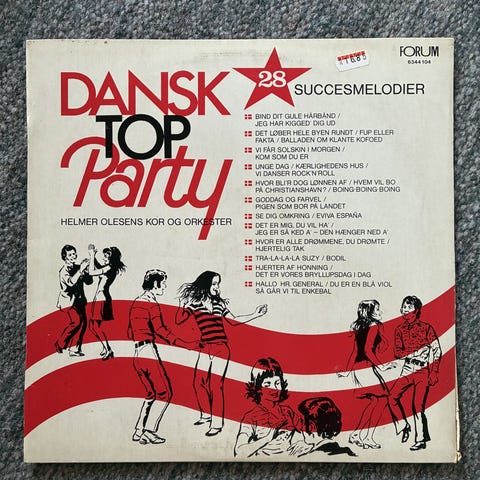 FORUM
6344 104
DANSK
TOP
Party
28
SUCCESMELODIER
HELMER OLESENS KOR OG ORKESTER
BIND DIT GULE HÅRBÅND /
JEG HAR KIGGED' DIG UD
DET LØBER HELE BYEN RUNDT / FUP ELLER
FAKTA / BALLADEN OM KLANTE KOFOED
VI FÅR SOLSKIN I MORGEN /
KOM SOM DU ER
UNGE DAG / KÆRLIGHEDENS HUS /
VI DANSER ROCK'N'ROLL
HVOR BLI'R DOG LØNNEN AF / HVEM VIL BO
PÅ CHRISTIANSHAVN? / BOING-BOING-BOING
GODDAG OG FARVEL /
PIGEN SOM BOR PÅ LANDET
SE DIG OMKRING / EVIVA ESPAÑA
DET ER MIG, DU VIL HA' /
JEG ER SÅ KED A' – DEN HÆNGER NED A'
HVOR ER ALLE DRØMMENE, DU DRØMTE /
HJERTELIG TAK
TRA-LA-LA-LA SUZY / BODIL
HJERTER AF HONNING /
DET ER VORES BRYLLUPSDAG I DAG
HALLO HR. GENERAL / DU ER EN BLÅ VIOL
SÅ GÅR VI TIL ENKEBAL